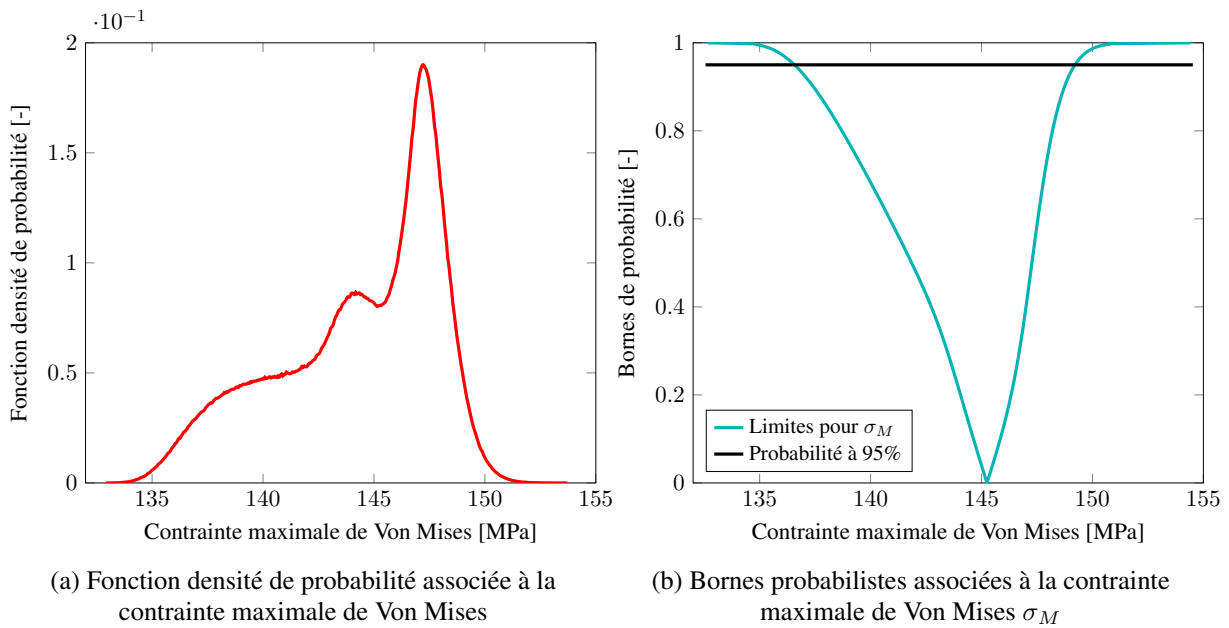 ·10⁻¹
2
1.5
1
0.5
0
135
140
145
150
155
Fonction densité de probabilité [-]
Contrainte maximale de Von Mises [MPa]
(a) Fonction densité de probabilité associée à la
contrainte maximale de Von Mises
1
0.8
0.6
0.4
0.2
0
135
140
145
150
155
Bornes de probabilité [-]
Limites pour σ_M
Probabilité à 95%
Contrainte maximale de Von Mises [MPa]
(b) Bornes probabilistes associées à la contrainte
maximale de Von Mises σ_M